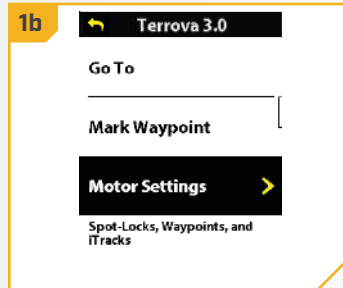 1b
Terrova 3.0
Go To
Mark Waypoint
Motor Settings
Spot-Locks, Waypoints, and
iTracks